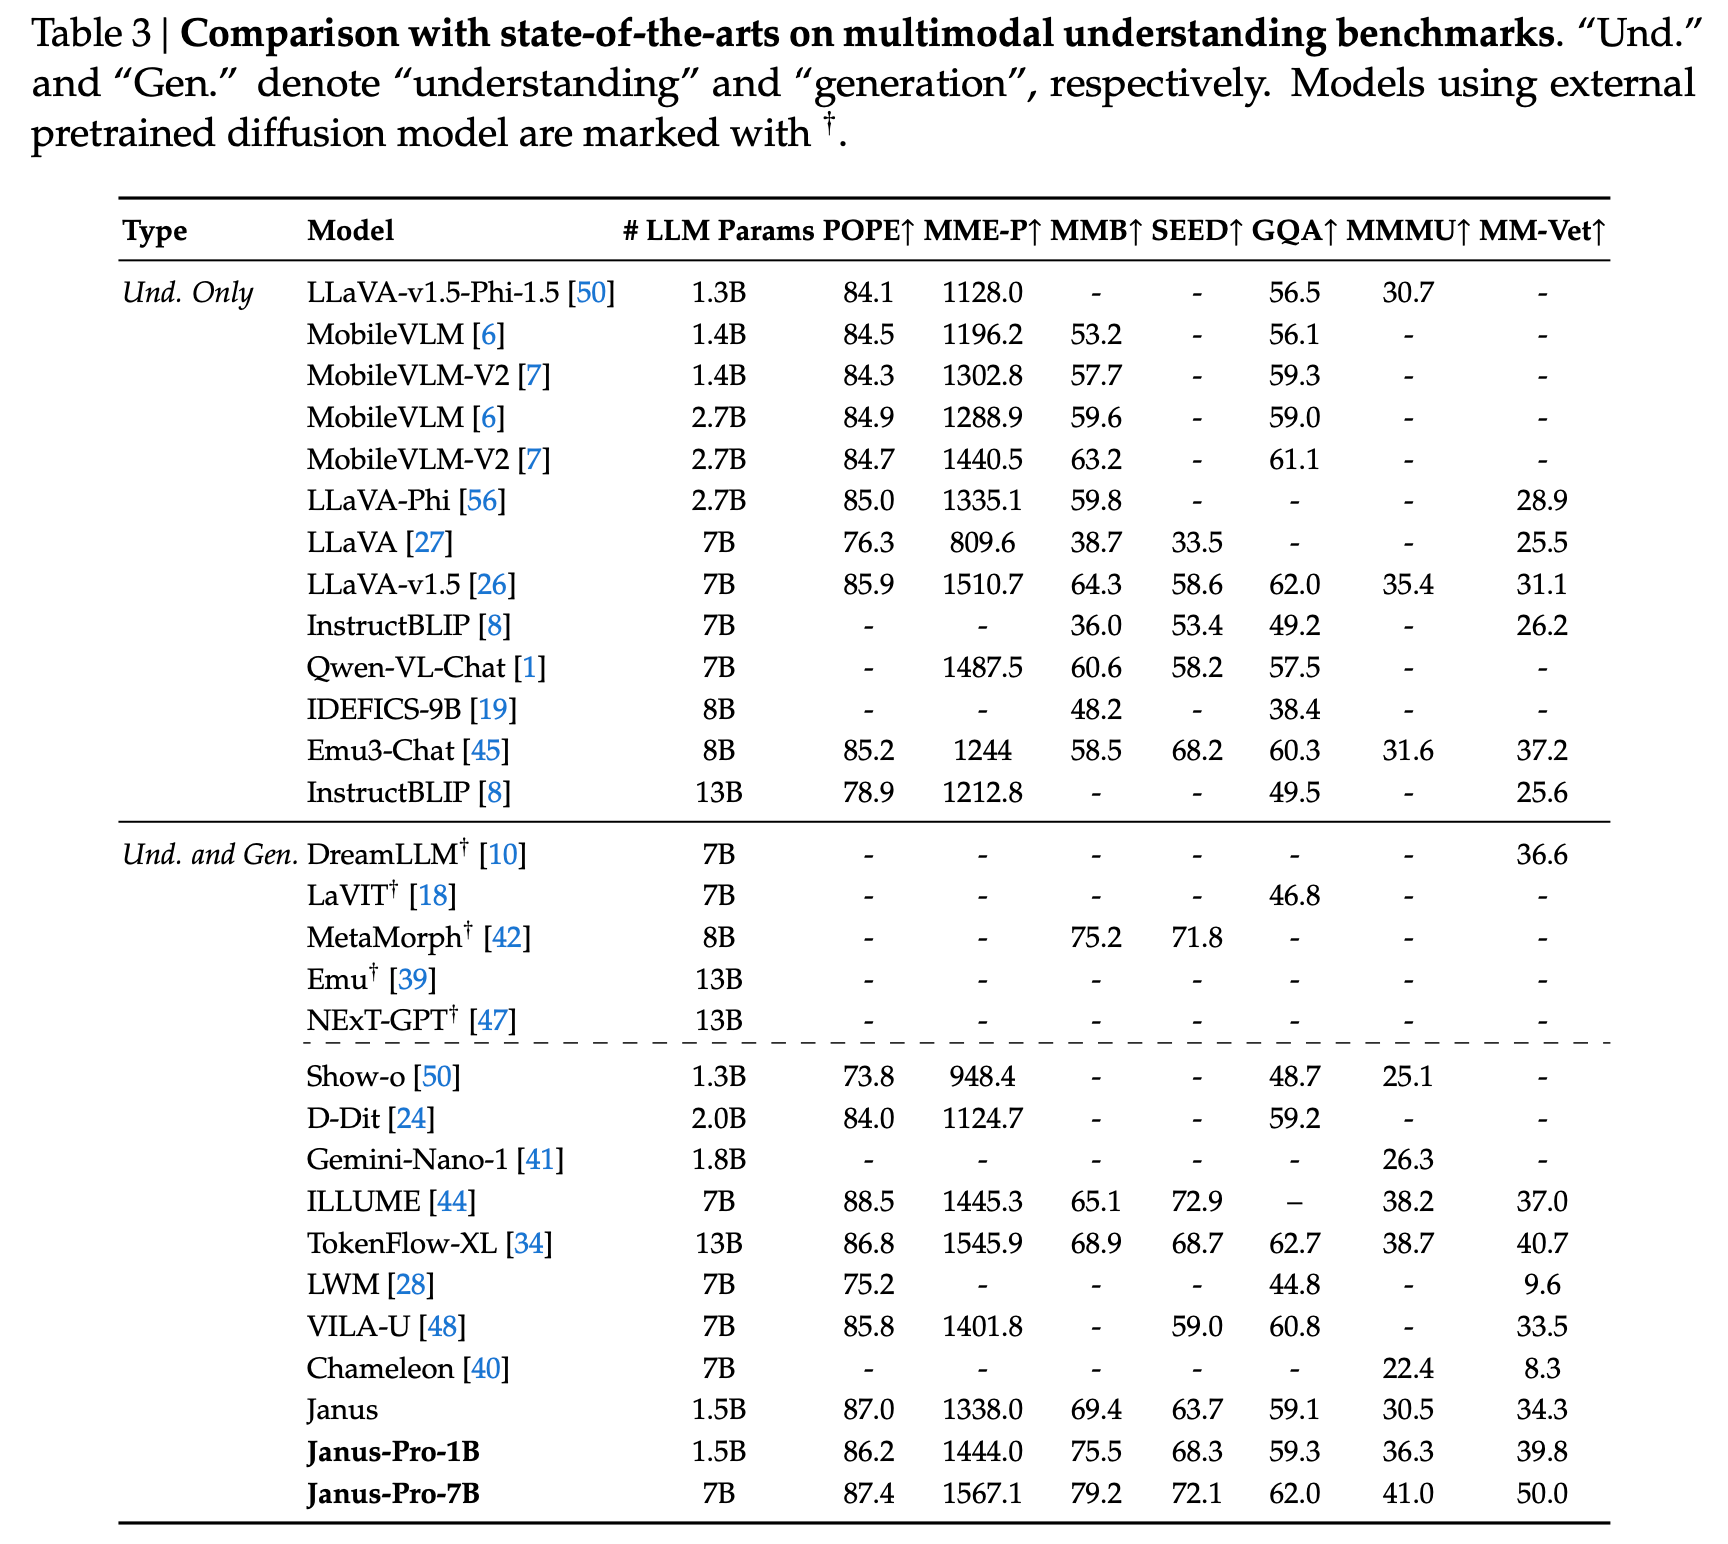 Table 3 | Comparison with state-of-the-arts on multimodal understanding benchmarks. “Und.”
and “Gen.” denote “understanding” and “generation”, respectively. Models using external
pretrained diffusion model are marked with †.
Type Model # LLM Params POPE↑ MME-P↑ MMB↑ SEED↑ GQA↑ MMMU↑ MM-Vet↑
Und. Only LLaVA-v1.5-Phi-1.5 [50] 1.3B 84.1 1128.0 - - 56.5 30.7 -
MobileVLM [6] 1.4B 84.5 1196.2 53.2 - 56.1 - -
MobileVLM-V2 [7] 1.4B 84.3 1302.8 57.7 - 59.3 - -
MobileVLM [6] 2.7B 84.9 1288.9 59.6 - 59.0 - -
MobileVLM-V2 [7] 2.7B 84.7 1440.5 63.2 - 61.1 - -
LLaVA-Phi [56] 2.7B 85.0 1335.1 59.8 - - - 28.9
LLaVA [27] 7B 76.3 809.6 38.7 33.5 - - 25.5
LLaVA-v1.5 [26] 7B 85.9 1510.7 64.3 58.6 62.0 35.4 31.1
InstructBLIP [8] 7B - - 36.0 53.4 49.2 - 26.2
Qwen-VL-Chat [1] 7B - 1487.5 60.6 58.2 57.5 - -
IDEFICS-9B [19] 8B - - 48.2 - 38.4 - -
Emu3-Chat [45] 8B 85.2 1244 58.5 68.2 60.3 31.6 37.2
InstructBLIP [8] 13B 78.9 1212.8 - - 49.5 - 25.6
Und. and Gen. DreamLLM† [10] 7B - - - - - - 36.6
LaVIT† [18] 7B - - - - 46.8 - -
MetaMorph† [42] 8B - - 75.2 71.8 - - -
Emu† [39] 13B - - - - - - -
NExT-GPT† [47] 13B - - - - - - -
Show-o [50] 1.3B 73.8 948.4 - - 48.7 25.1 -
D-Dit [24] 2.0B 84.0 1124.7 - - 59.2 - -
Gemini-Nano-1 [41] 1.8B - - - - - 26.3 -
ILLUME [44] 7B 88.5 1445.3 65.1 72.9 – 38.2 37.0
TokenFlow-XL [34] 13B 86.8 1545.9 68.9 68.7 62.7 38.7 40.7
LWM [28] 7B 75.2 - - - 44.8 - 9.6
VILA-U [48] 7B 85.8 1401.8 - 59.0 60.8 - 33.5
Chameleon [40] 7B - - - - - 22.4 8.3
Janus 1.5B 87.0 1338.0 69.4 63.7 59.1 30.5 34.3
Janus-Pro-1B 1.5B 86.2 1444.0 75.5 68.3 59.3 36.3 39.8
Janus-Pro-7B 7B 87.4 1567.1 79.2 72.1 62.0 41.0 50.0